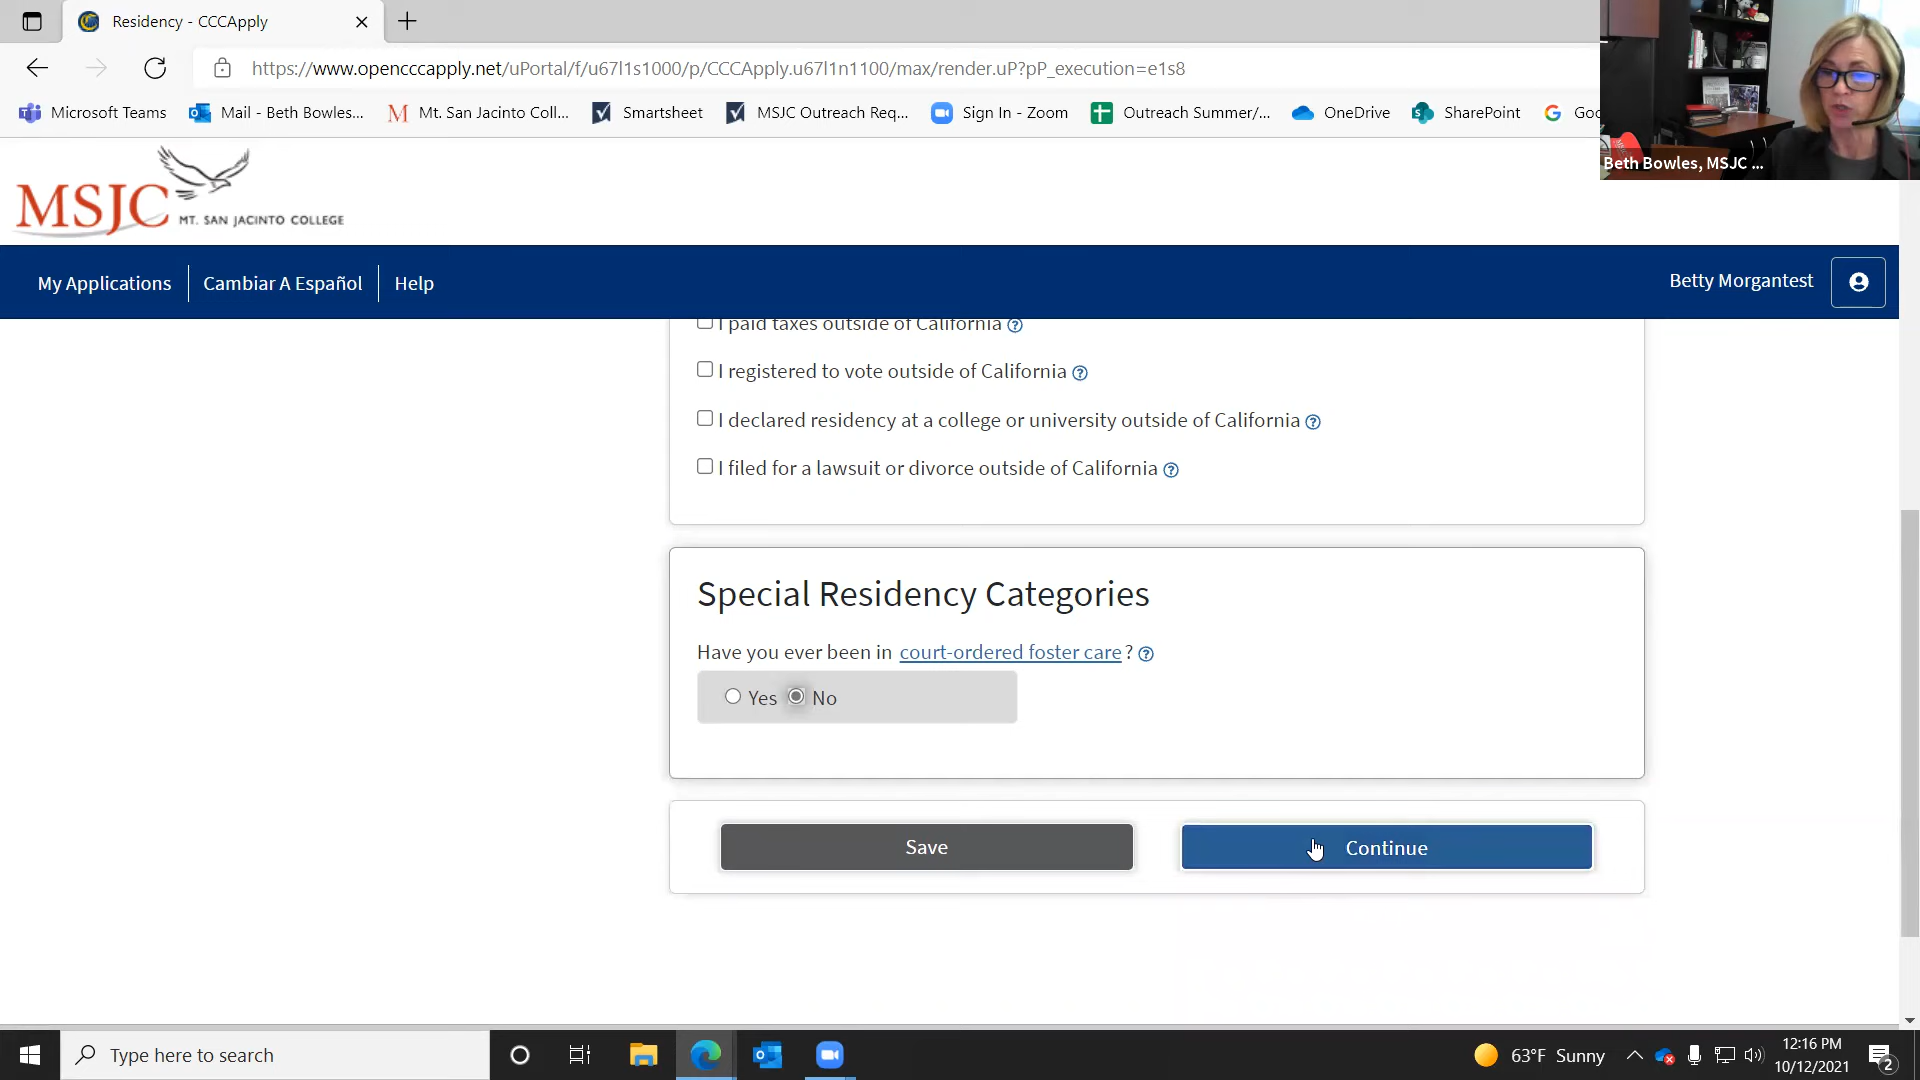 Residency - CCCApply
https://www.opencccapply.net/uPortal/f/u67l1s1000/p/CCCApply.u67l1n1100/max/render.uP?pP_execution=e1s8
Microsoft Teams
Mail - Beth Bowles...
Mt. San Jacinto Coll...
Smartsheet
MSJC Outreach Req...
Sign In - Zoom
Outreach Summer/...
OneDrive
SharePoint
Goo
Beth Bowles, MSJC ...
MSJC MT. SAN JACINTO COLLEGE
My Applications
Cambiar A Español
Help
Betty Morgantest
I paid taxes outside of California
I registered to vote outside of California
I declared residency at a college or university outside of California
I filed for a lawsuit or divorce outside of California
Special Residency Categories
Have you ever been in court-ordered foster care?
Yes No
Save
Continue
Type here to search
63°F Sunny
12:16 PM
10/12/2021
2